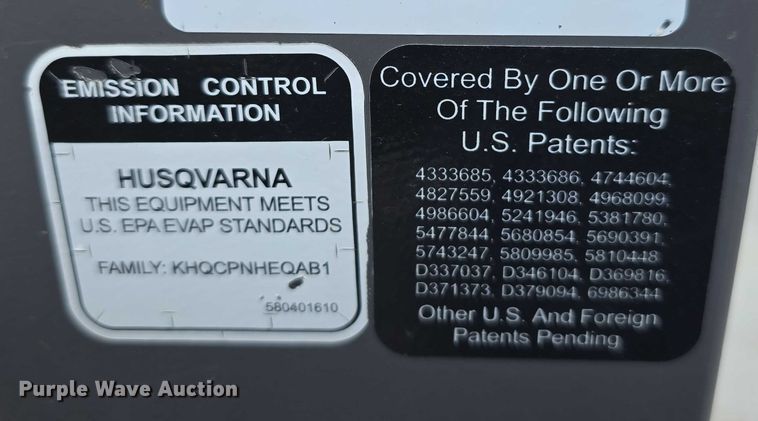 EMISSION CONTROL
INFORMATION
HUSQVARNA
THIS EQUIPMENT MEETS
U.S. EPA EVAP STANDARDS
FAMILY: KHQCPNHEQAB1
580401610
Covered By One Or More
Of The Following
U.S. Patents:
4333685, 4333686, 4744604,
4827559, 4921308, 4968099,
4986604, 5241946, 5381780,
5477844, 5680854, 5690391,
5743247, 5809985, 5810448,
D337037, D346104, D369816,
D371373, D379094, 6986344
Other U.S. And Foreign
Patents Pending
Purple Wave Auction